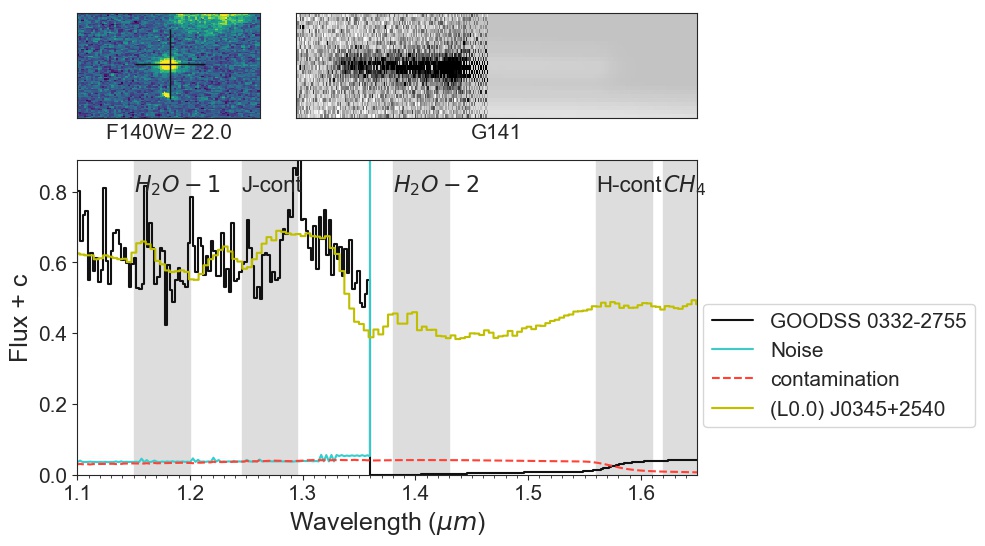 F140W= 22.0
G141
H₂O − 1
J-cont
H₂O − 2
H-cont
CH₄
0.8
0.6
0.4
0.2
0.0
Flux + c
1.1
1.2
1.3
1.4
1.5
1.6
Wavelength (μm)
GOODSS 0332-2755
Noise
contamination
(L0.0) J0345+2540